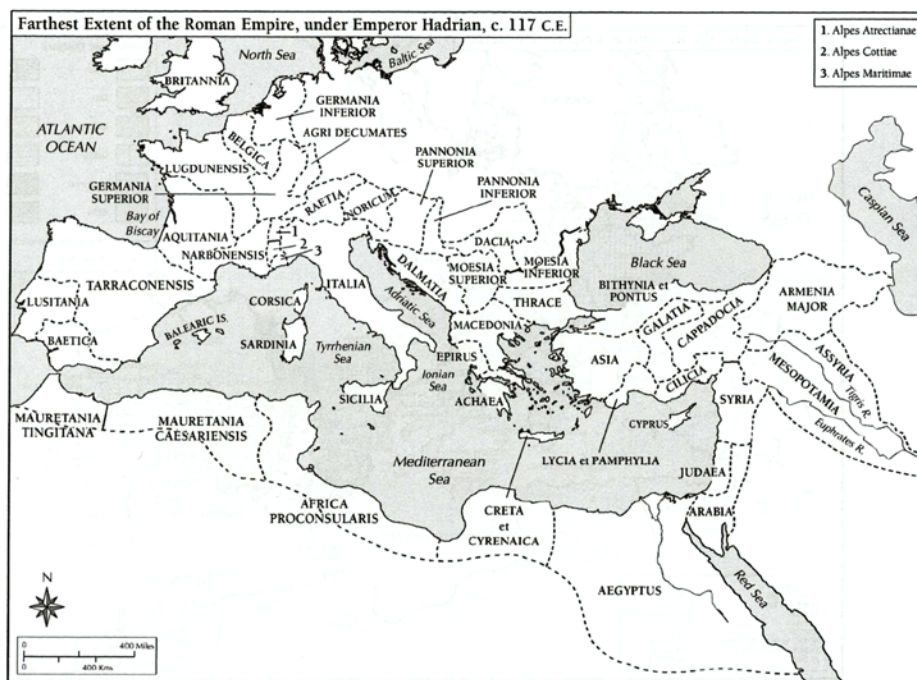 Farthest Extent of the Roman Empire, under Emperor Hadrian, c. 117 C.E.
1. Alpes Atrectianae
2. Alpes Cottiae
3. Alpes Maritimae
North Sea
Baltic Sea
BRITANNIA
ATLANTIC
OCEAN
GERMANIA
INFERIOR
AGRI DECUMATES
BELGICA
LUGDUNENSIS
GERMANIA
SUPERIOR
PANNONIA
SUPERIOR
PANNONIA
INFERIOR
Bay of
Biscay
RAETIA
NORICUM
Caspian Sea
AQUITANIA
NARBONENSIS
1
2
3
DACIA
MOESIA
SUPERIOR
MOESIA
INFERIOR
Black Sea
TARRACONENSIS
ITALIA
DALMATIA
Adriatic Sea
BITHYNIA et
PONTUS
ARMENIA
MAJOR
LUSITANIA
CORSICA
THRACE
GALATIA
CAPPADOCIA
BAETICA
BALEARIC IS.
SARDINIA
Tyrrhenian
Sea
MACEDONIA
EPIRUS
Ionian
Sea
ASIA
ASSYRIA
Tigris R.
MESOPOTAMIA
Euphrates R.
CILICIA
SICILIA
ACHAEA
SYRIA
MAURETANIA
TINGITANA
MAURETANIA
CAESARIENSIS
CYPRUS
Mediterranean
Sea
LYCIA et PAMPHYLIA
JUDAEA
AFRICA
PROCONSULARIS
CRETA
et
CYRENAICA
ARABIA
AEGYPTUS
Red Sea
N
0
400 Miles
0
400 Kms.